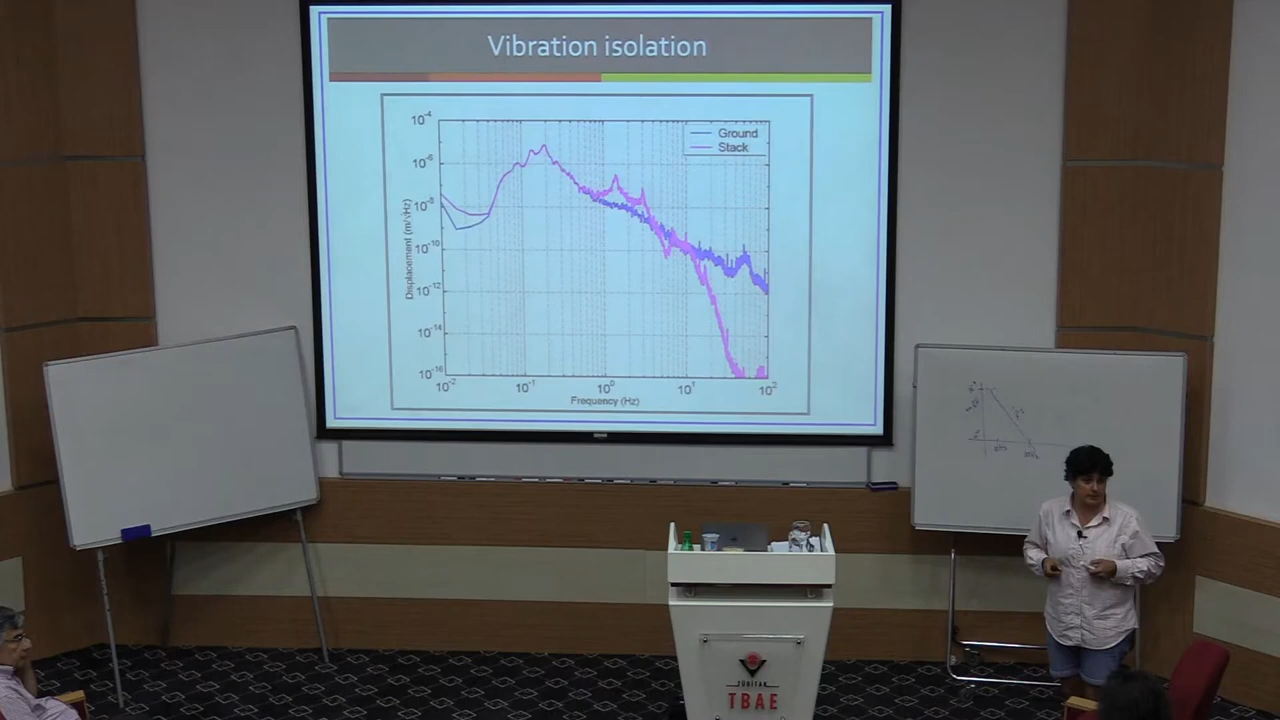 Vibration isolation
10⁻⁴
10⁻⁶
10⁻⁸
10⁻¹⁰
10⁻¹²
10⁻¹⁴
10⁻¹⁶
Displacement (m/√Hz)
Ground
Stack
10⁻² 10⁻¹ 10⁰ 10¹ 10²
Frequency (Hz)
TÜBİTAK
TBAE